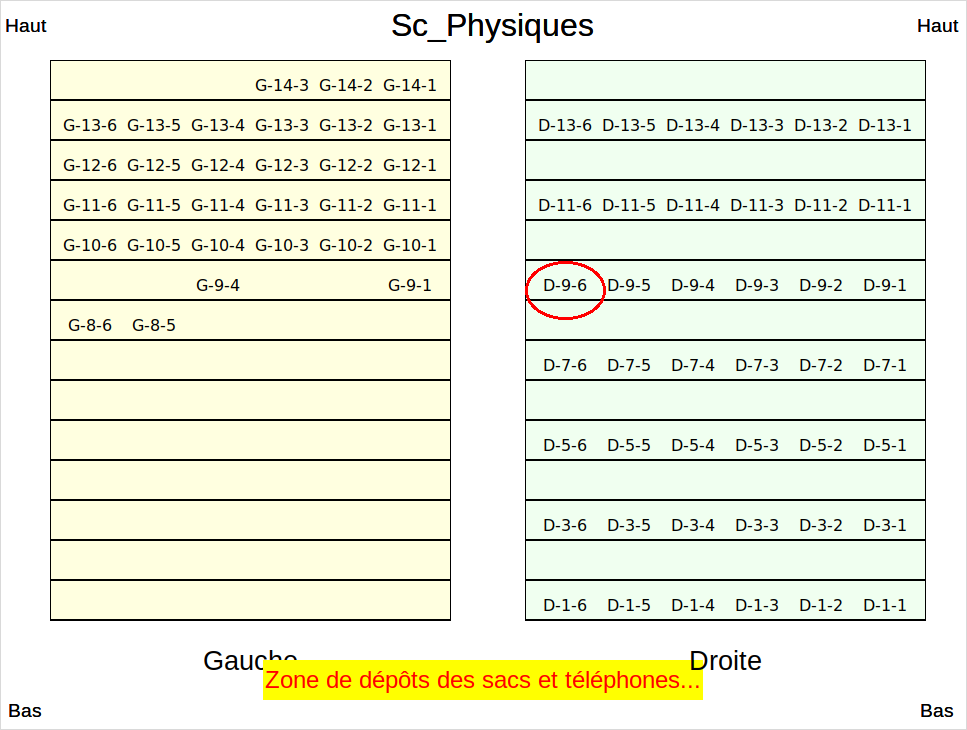 Haut Sc_Physiques Haut
G-14-3 G-14-2 G-14-1
G-13-6 G-13-5 G-13-4 G-13-3 G-13-2 G-13-1 D-13-6 D-13-5 D-13-4 D-13-3 D-13-2 D-13-1
G-12-6 G-12-5 G-12-4 G-12-3 G-12-2 G-12-1
G-11-6 G-11-5 G-11-4 G-11-3 G-11-2 G-11-1 D-11-6 D-11-5 D-11-4 D-11-3 D-11-2 D-11-1
G-10-6 G-10-5 G-10-4 G-10-3 G-10-2 G-10-1
G-9-4 G-9-1 D-9-6 D-9-5 D-9-4 D-9-3 D-9-2 D-9-1
G-8-6 G-8-5
D-7-6 D-7-5 D-7-4 D-7-3 D-7-2 D-7-1
D-5-6 D-5-5 D-5-4 D-5-3 D-5-2 D-5-1
D-3-6 D-3-5 D-3-4 D-3-3 D-3-2 D-3-1
D-1-6 D-1-5 D-1-4 D-1-3 D-1-2 D-1-1
Gauche Droite
Zone de dépôts des sacs et téléphones...
Bas Bas